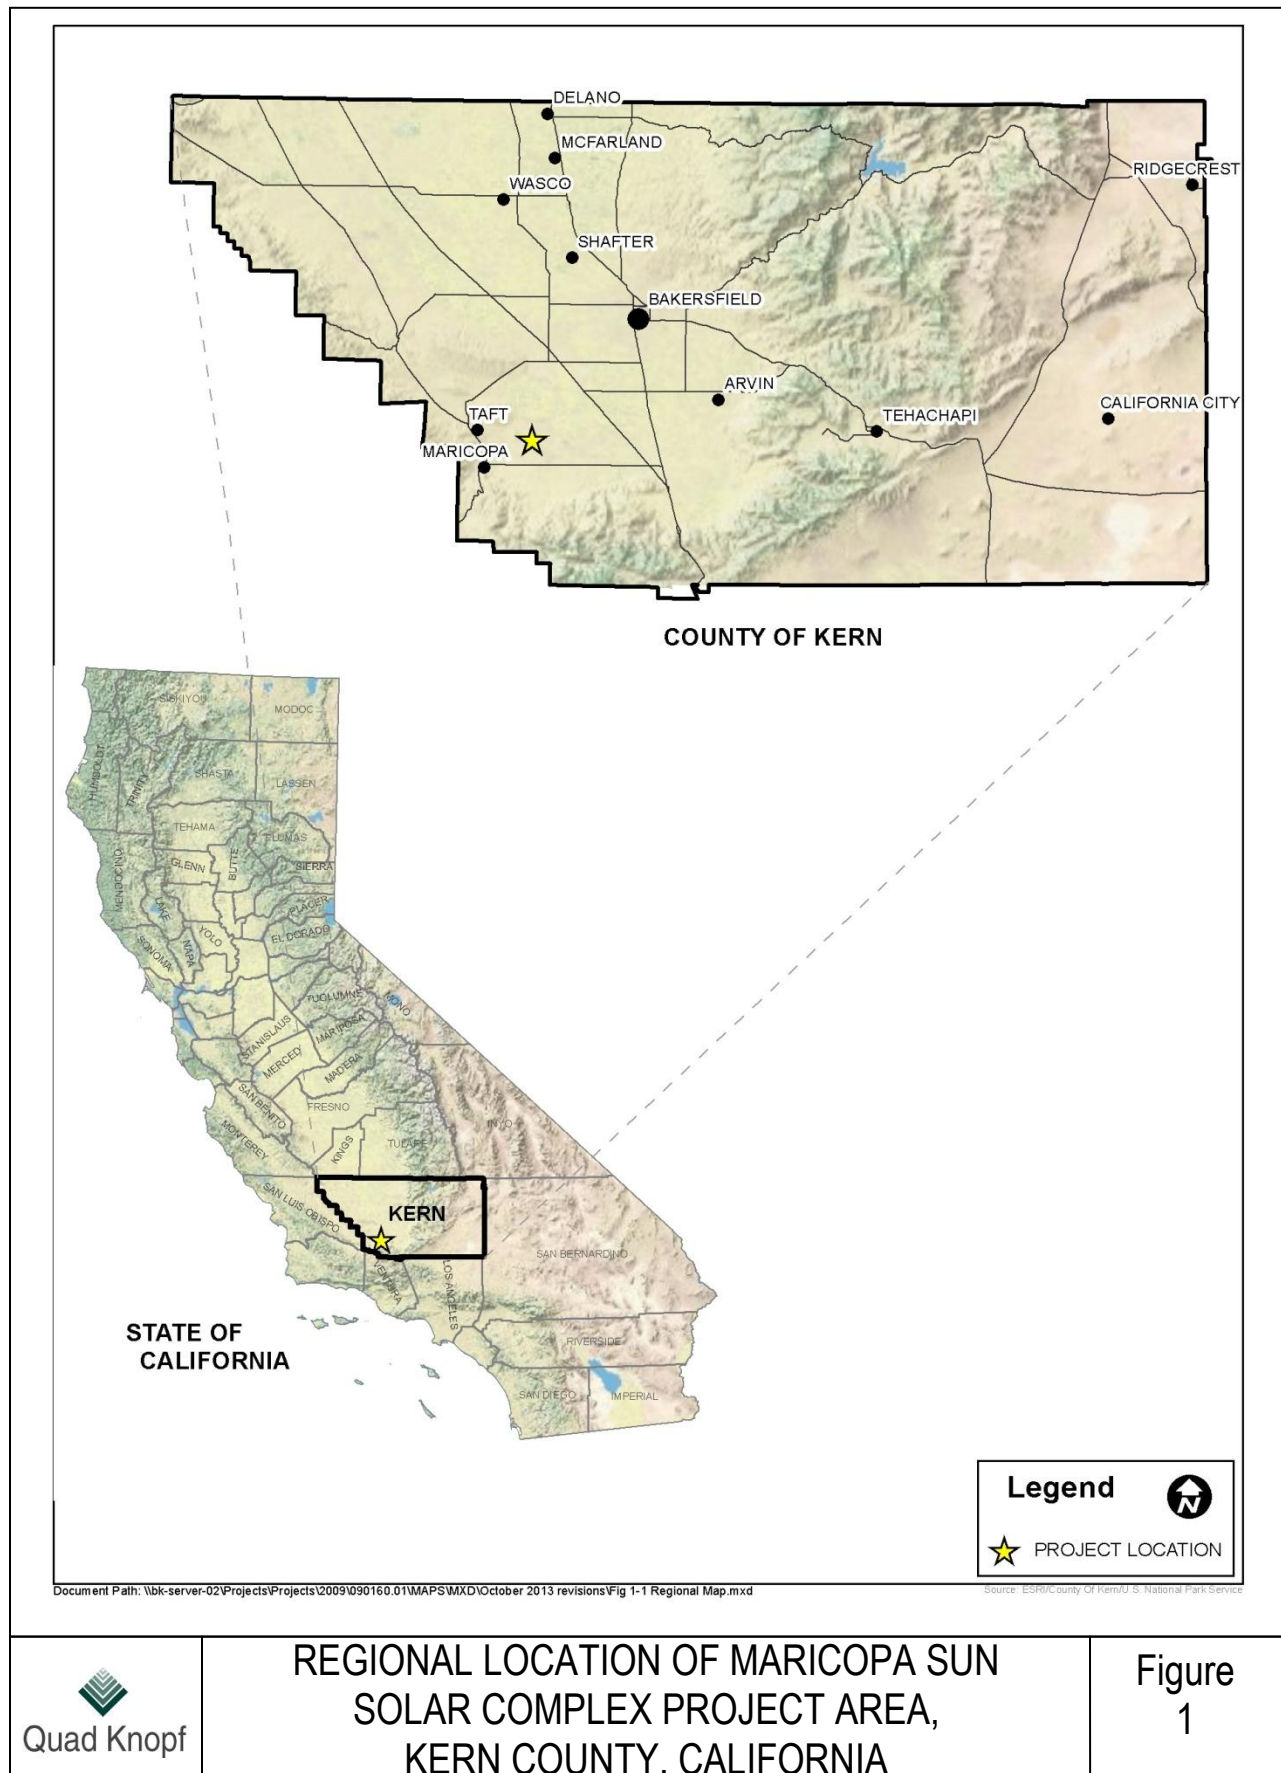 DELANO
MCFARLAND
WASCO
RIDGECREST
SHAFTER
BAKERSFIELD
ARVIN
TAFT
TEHACHAPI
CALIFORNIA CITY
MARICOPA
COUNTY OF KERN
SISKIYOU
MODOC
HUMBOLDT
TRINITY
SHASTA
LASSEN
TEHAMA
PLUMAS
MENDOCINO
GLENN
BUTTE
SIERRA
LAKE
PLACER
SONOMA
NAPA
YOLO
EL DORADO
TUOLUMNE
MONO
STANISLAUS
MARIPOSA
MERCED
MADERA
SAN BENITO
FRESNO
MONTEREY
KINGS
TULARE
INYO
SAN LUIS OBISPO
KERN
SAN BERNARDINO
VENTURA
LOS ANGELES
STATE OF
CALIFORNIA
RIVERSIDE
SAN DIEGO
IMPERIAL
Legend
N
PROJECT LOCATION
Document Path: \\bk-server-02\Projects\Projects\2009\090160.01\MAPS\MXD\October 2013 revisions\Fig 1-1 Regional Map.mxd
Source: ESRI/County Of Kern/U.S. National Park Service
Quad Knopf
REGIONAL LOCATION OF MARICOPA SUN
SOLAR COMPLEX PROJECT AREA,
KERN COUNTY, CALIFORNIA
Figure
1